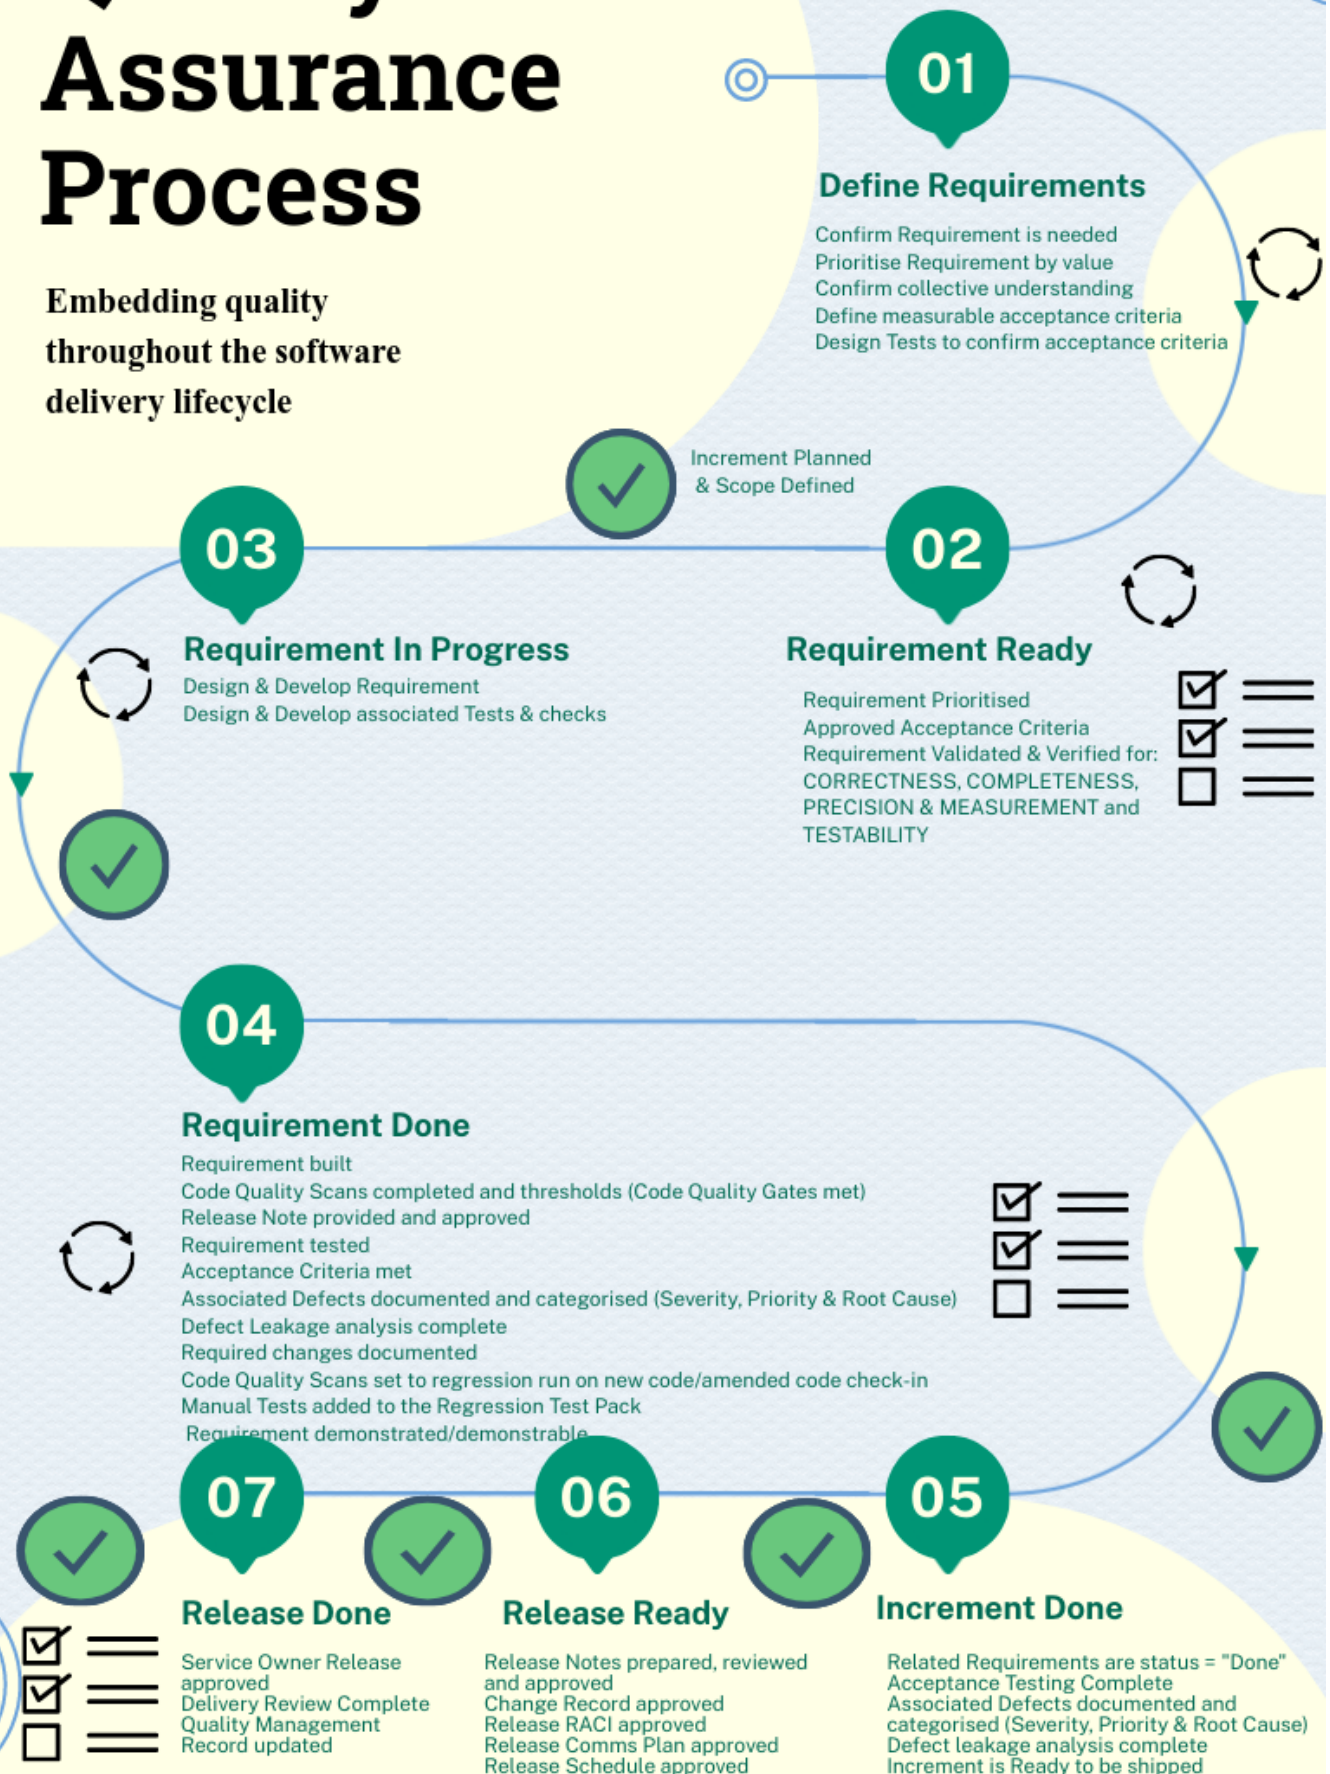 Assurance
Process
Embedding quality
throughout the software
delivery lifecycle
01
Define Requirements
Confirm Requirement is needed
Prioritise Requirement by value
Confirm collective understanding
Define measurable acceptance criteria
Design Tests to confirm acceptance criteria
Increment Planned
& Scope Defined
02
Requirement Ready
Requirement Prioritised
Approved Acceptance Criteria
Requirement Validated & Verified for:
CORRECTNESS, COMPLETENESS,
PRECISION & MEASUREMENT and
TESTABILITY
03
Requirement In Progress
Design & Develop Requirement
Design & Develop associated Tests & checks
04
Requirement Done
Requirement built
Code Quality Scans completed and thresholds (Code Quality Gates met)
Release Note provided and approved
Requirement tested
Acceptance Criteria met
Associated Defects documented and categorised (Severity, Priority & Root Cause)
Defect Leakage analysis complete
Required changes documented
Code Quality Scans set to regression run on new code/amended code check-in
Manual Tests added to the Regression Test Pack
Requirement demonstrated/demonstrable
05
Increment Done
Related Requirements are status = "Done"
Acceptance Testing Complete
Associated Defects documented and
categorised (Severity, Priority & Root Cause)
Defect leakage analysis complete
Increment is Ready to be shipped
06
Release Ready
Release Notes prepared, reviewed
and approved
Change Record approved
Release RACI approved
Release Comms Plan approved
Release Schedule approved
07
Release Done
Service Owner Release
approved
Delivery Review Complete
Quality Management
Record updated